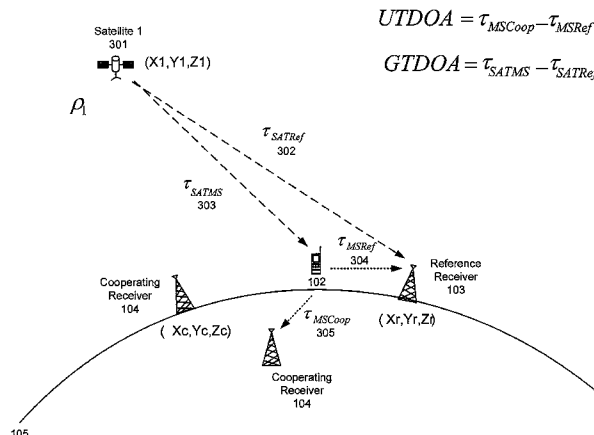 UTDOA = τMSCoop − τMSRef
Satellite 1
301
(X1,Y1,Z1)
GTDOA = τSATMS − τSATRef
ρ1
τSATRef
302
τSATMS
303
τMSRef
304
102
Reference
Receiver
103
Cooperating
Receiver
104
(Xc,Yc,Zc)
(Xr,Yr,Zr)
τMSCoop
305
Cooperating
Receiver
104
105